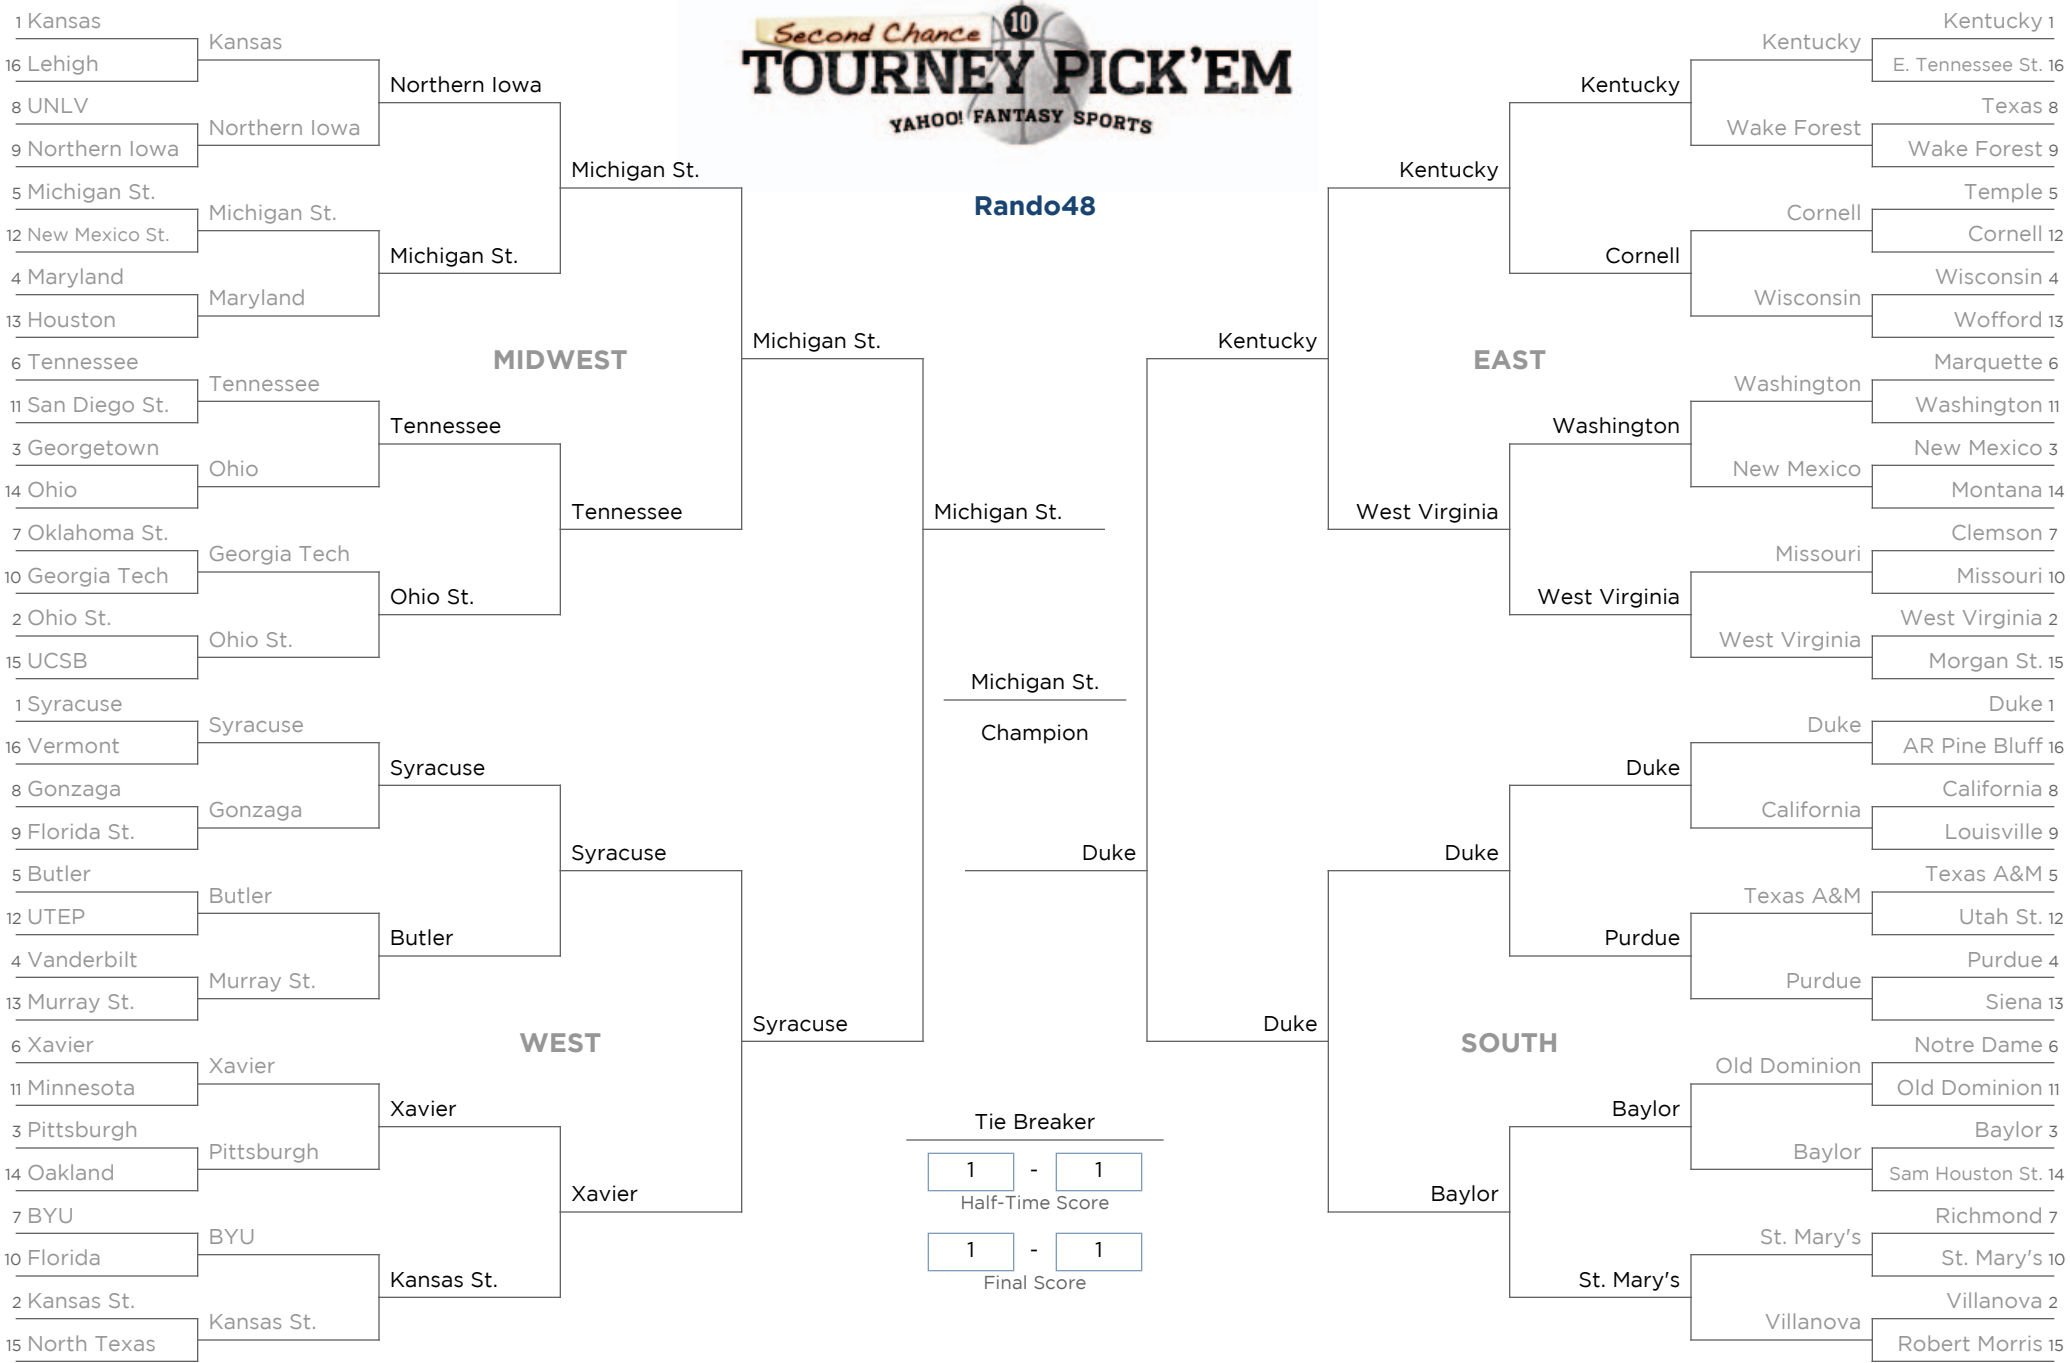 Second Chance 10
TOURNEY PICK'EM
YAHOO! FANTASY SPORTS
Rando48
1 Kansas
16 Lehigh
8 UNLV
9 Northern Iowa
5 Michigan St.
12 New Mexico St.
4 Maryland
13 Houston
6 Tennessee
11 San Diego St.
3 Georgetown
14 Ohio
7 Oklahoma St.
10 Georgia Tech
2 Ohio St.
15 UCSB
Kansas
Northern Iowa
Michigan St.
Maryland
Tennessee
Ohio
Georgia Tech
Ohio St.
Northern Iowa
Michigan St.
Tennessee
Ohio St.
Michigan St.
Tennessee
Michigan St.
MIDWEST
1 Syracuse
16 Vermont
8 Gonzaga
9 Florida St.
5 Butler
12 UTEP
4 Vanderbilt
13 Murray St.
6 Xavier
11 Minnesota
3 Pittsburgh
14 Oakland
7 BYU
10 Florida
2 Kansas St.
15 North Texas
Syracuse
Gonzaga
Butler
Murray St.
Xavier
Pittsburgh
BYU
Kansas St.
Syracuse
Butler
Xavier
Kansas St.
Syracuse
Xavier
Syracuse
WEST
Michigan St.
Michigan St.
Champion
Duke
Tie Breaker
1 - 1
Half-Time Score
1 - 1
Final Score
Kentucky
Kentucky
West Virginia
Kentucky
Cornell
Washington
West Virginia
Kentucky
Wake Forest
Cornell
Wisconsin
Washington
New Mexico
Missouri
West Virginia
EAST
Kentucky 1
E. Tennessee St. 16
Texas 8
Wake Forest 9
Temple 5
Cornell 12
Wisconsin 4
Wofford 13
Marquette 6
Washington 11
New Mexico 3
Montana 14
Clemson 7
Missouri 10
West Virginia 2
Morgan St. 15
Duke
Duke
Baylor
Duke
Purdue
Baylor
St. Mary's
Duke
California
Texas A&M
Purdue
Old Dominion
Baylor
St. Mary's
Villanova
SOUTH
Duke 1
AR Pine Bluff 16
California 8
Louisville 9
Texas A&M 5
Utah St. 12
Purdue 4
Siena 13
Notre Dame 6
Old Dominion 11
Baylor 3
Sam Houston St. 14
Richmond 7
St. Mary's 10
Villanova 2
Robert Morris 15